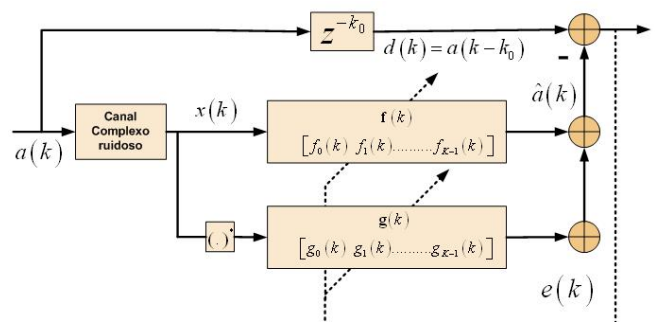 z^{-k_0}
d(k)=a(k-k_0)
-
Canal
Complexo
ruidoso
x(k)
f(k)
[f_0(k) f_1(k).........f_{K-1}(k)]
â(k)
a(k)
g(k)
(.)^*
[g_0(k) g_1(k).........g_{K-1}(k)]
e(k)